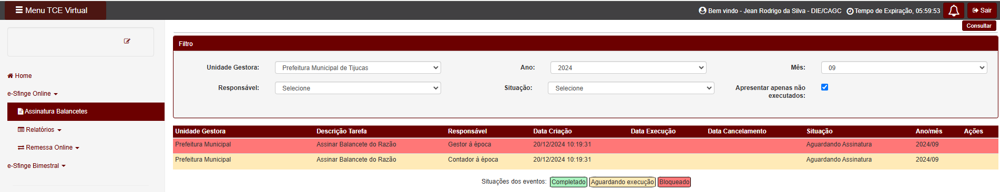 Menu TCE Virtual
Bem vindo - Jean Rodrigo da Silva - DIE/CAGC Tempo de Expiração, 05:59:53 Sair
Consultar
Home
e-Sfinge Online
Assinatura Balancetes
Relatórios
Remessa Online
e-Sfinge Bimestral
Filtro
Unidade Gestora: Prefeitura Municipal de Tijucas Ano: 2024 Mês: 09
Responsável: Selecione Situação: Selecione Apresentar apenas não
executados:
Unidade Gestora Descrição Tarefa Responsável Data Criação Data Execução Data Cancelamento Situação Ano/mês Ações
Prefeitura Municipal Assinar Balancete do Razão Gestor à época 20/12/2024 10:19:31 Aguardando Assinatura 2024/09
Prefeitura Municipal Assinar Balancete do Razão Contador à época 20/12/2024 10:19:31 Aguardando Assinatura 2024/09
Situações dos eventos: Completado Aguardando execução Bloqueado